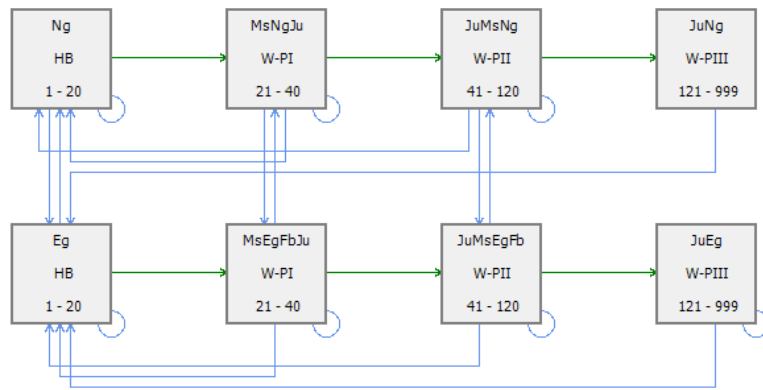 Ng
HB
1 - 20
MsNgJu
W-PI
21 - 40
JuMsNg
W-PII
41 - 120
JuNg
W-PIII
121 - 999
Eg
HB
1 - 20
MsEgFbJu
W-PI
21 - 40
JuMsEgFb
W-PII
41 - 120
JuEg
W-PIII
121 - 999